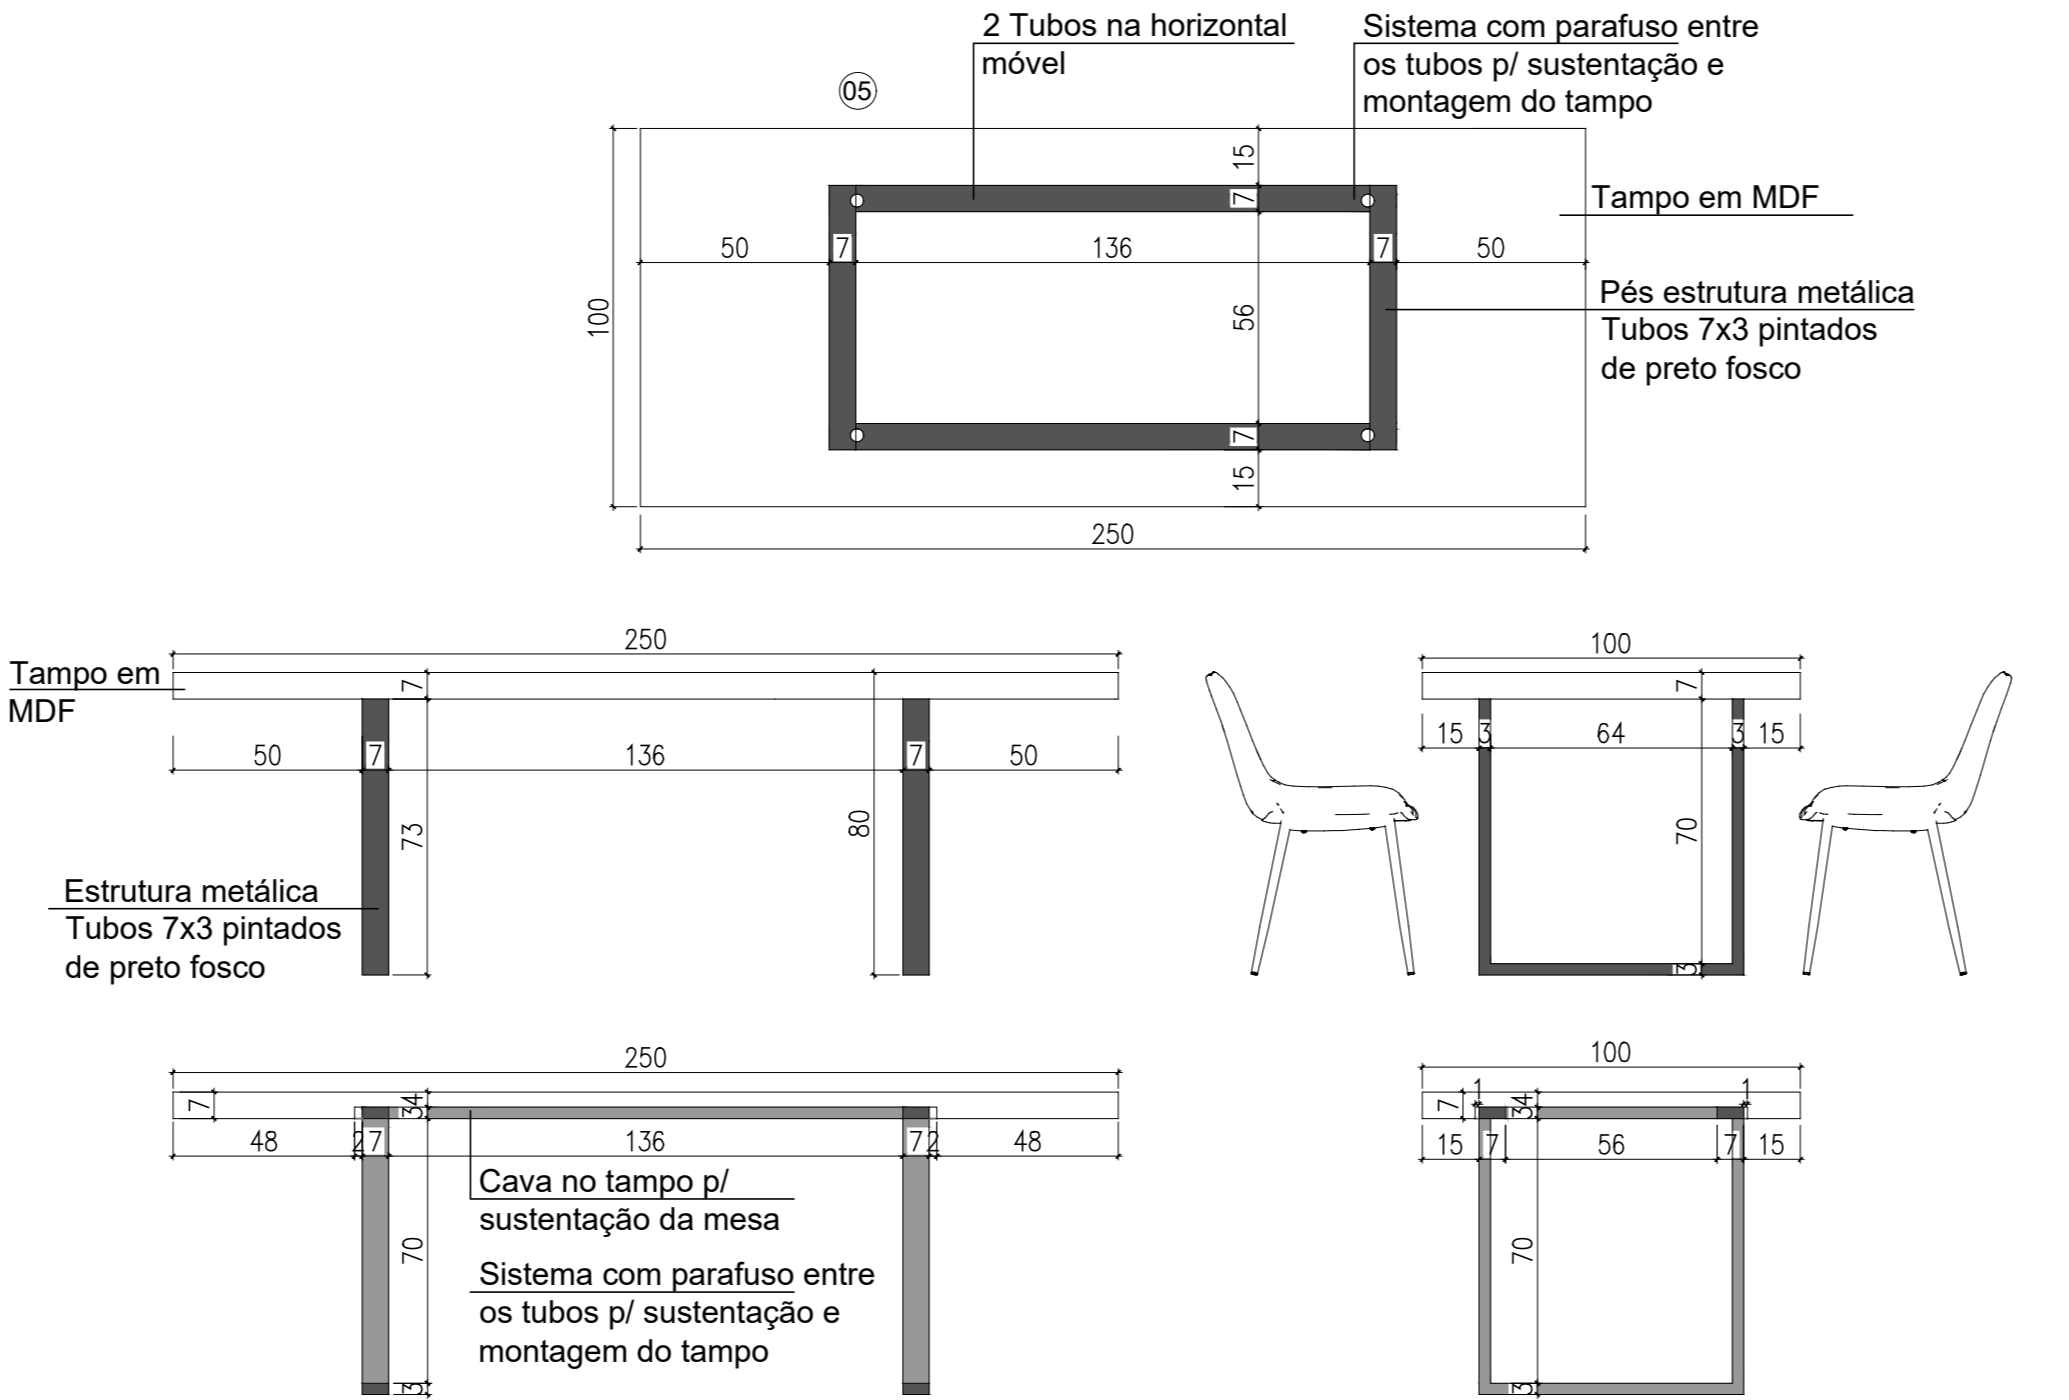 2 Tubos na horizontal
móvel
Sistema com parafuso entre
os tubos p/ sustentação e
montagem do tampo
05
15
7
Tampo em MDF
50
7
136
7
50
Pés estrutura metálica
Tubos 7x3 pintados
de preto fosco
100
56
7
15
250
250
Tampo em
MDF
7
50
7
136
7
50
73
80
Estrutura metálica
Tubos 7x3 pintados
de preto fosco
100
7
15
3
64
3
15
70
3
250
7
34
48
2
7
136
7
2
48
Cava no tampo p/
sustentação da mesa
70
Sistema com parafuso entre
os tubos p/ sustentação e
montagem do tampo
3
100
1
1
7
34
15
7
56
7
15
70
3